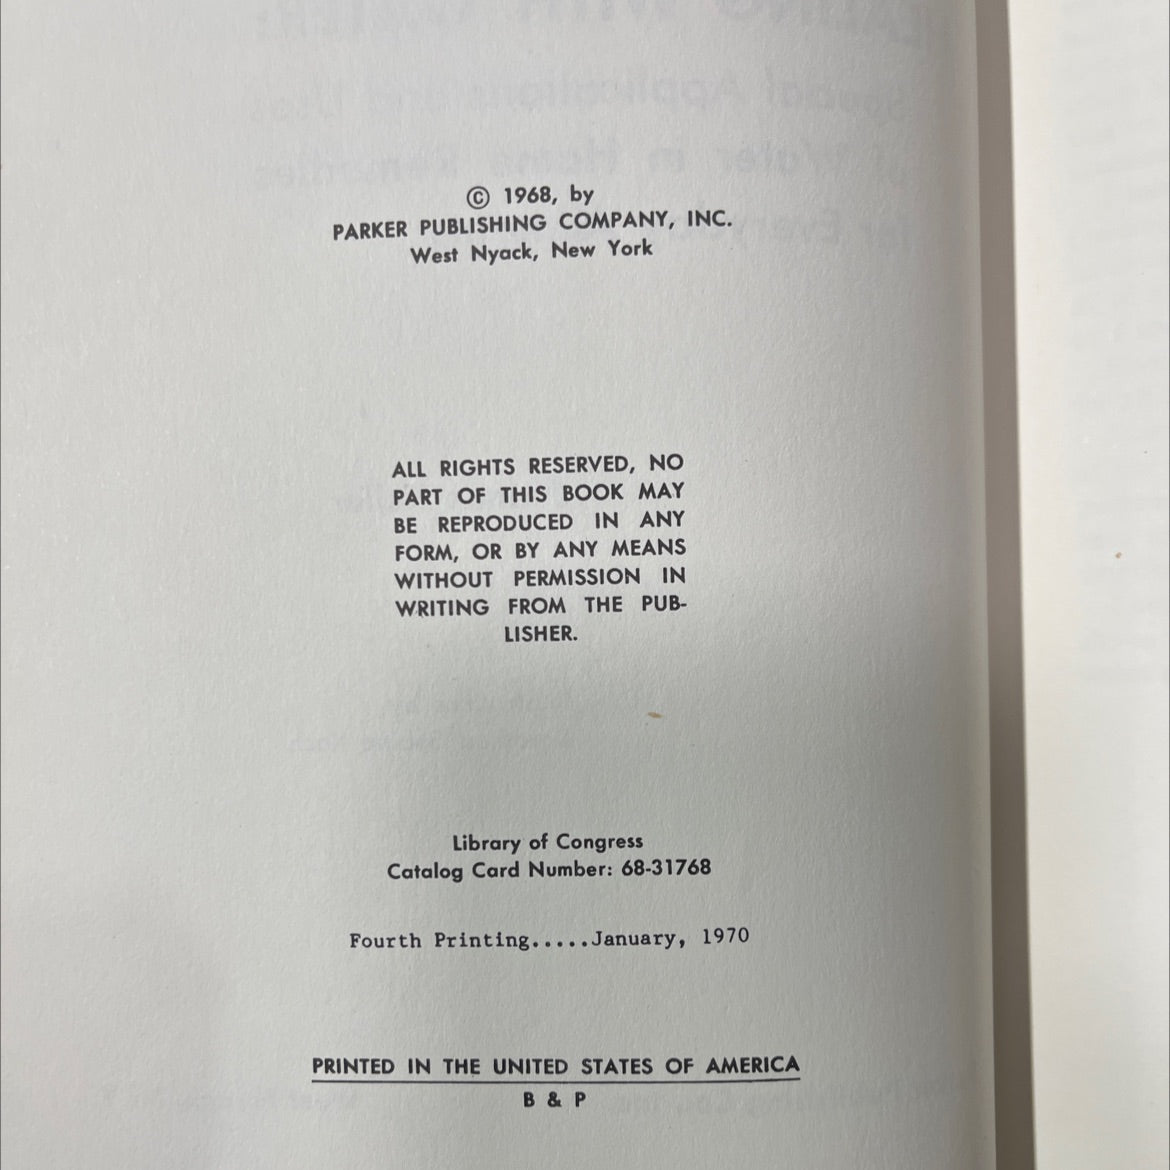 © 1968, by
PARKER PUBLISHING COMPANY, INC.
West Nyack, New York
ALL RIGHTS RESERVED, NO
PART OF THIS BOOK MAY
BE REPRODUCED IN ANY
FORM, OR BY ANY MEANS
WITHOUT PERMISSION IN
WRITING FROM THE PUB-
LISHER.
Library of Congress
Catalog Card Number: 68-31768
Fourth Printing.....January, 1970
PRINTED IN THE UNITED STATES OF AMERICA
B & P